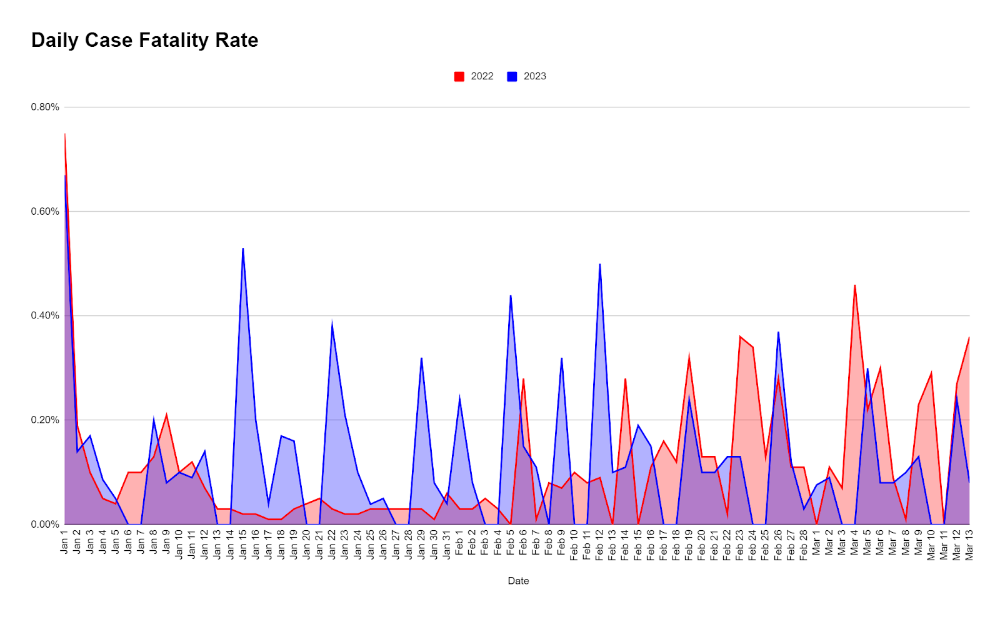 Daily Case Fatality Rate
2022
2023
0.80%
0.60%
0.40%
0.20%
0.00%
Jan 1
Jan 2
Jan 3
Jan 4
Jan 5
Jan 6
Jan 7
Jan 8
Jan 9
Jan 10
Jan 11
Jan 12
Jan 13
Jan 14
Jan 15
Jan 16
Jan 17
Jan 18
Jan 19
Jan 20
Jan 21
Jan 22
Jan 23
Jan 24
Jan 25
Jan 26
Jan 27
Jan 28
Jan 29
Jan 30
Jan 31
Feb 1
Feb 2
Feb 3
Feb 4
Feb 5
Feb 6
Feb 7
Feb 8
Feb 9
Feb 10
Feb 11
Feb 12
Feb 13
Feb 14
Feb 15
Feb 16
Feb 17
Feb 18
Feb 19
Feb 20
Feb 21
Feb 22
Feb 23
Feb 24
Feb 25
Feb 26
Feb 27
Feb 28
Mar 1
Mar 2
Mar 3
Mar 4
Mar 5
Mar 6
Mar 7
Mar 8
Mar 9
Mar 10
Mar 11
Mar 12
Mar 13
Date